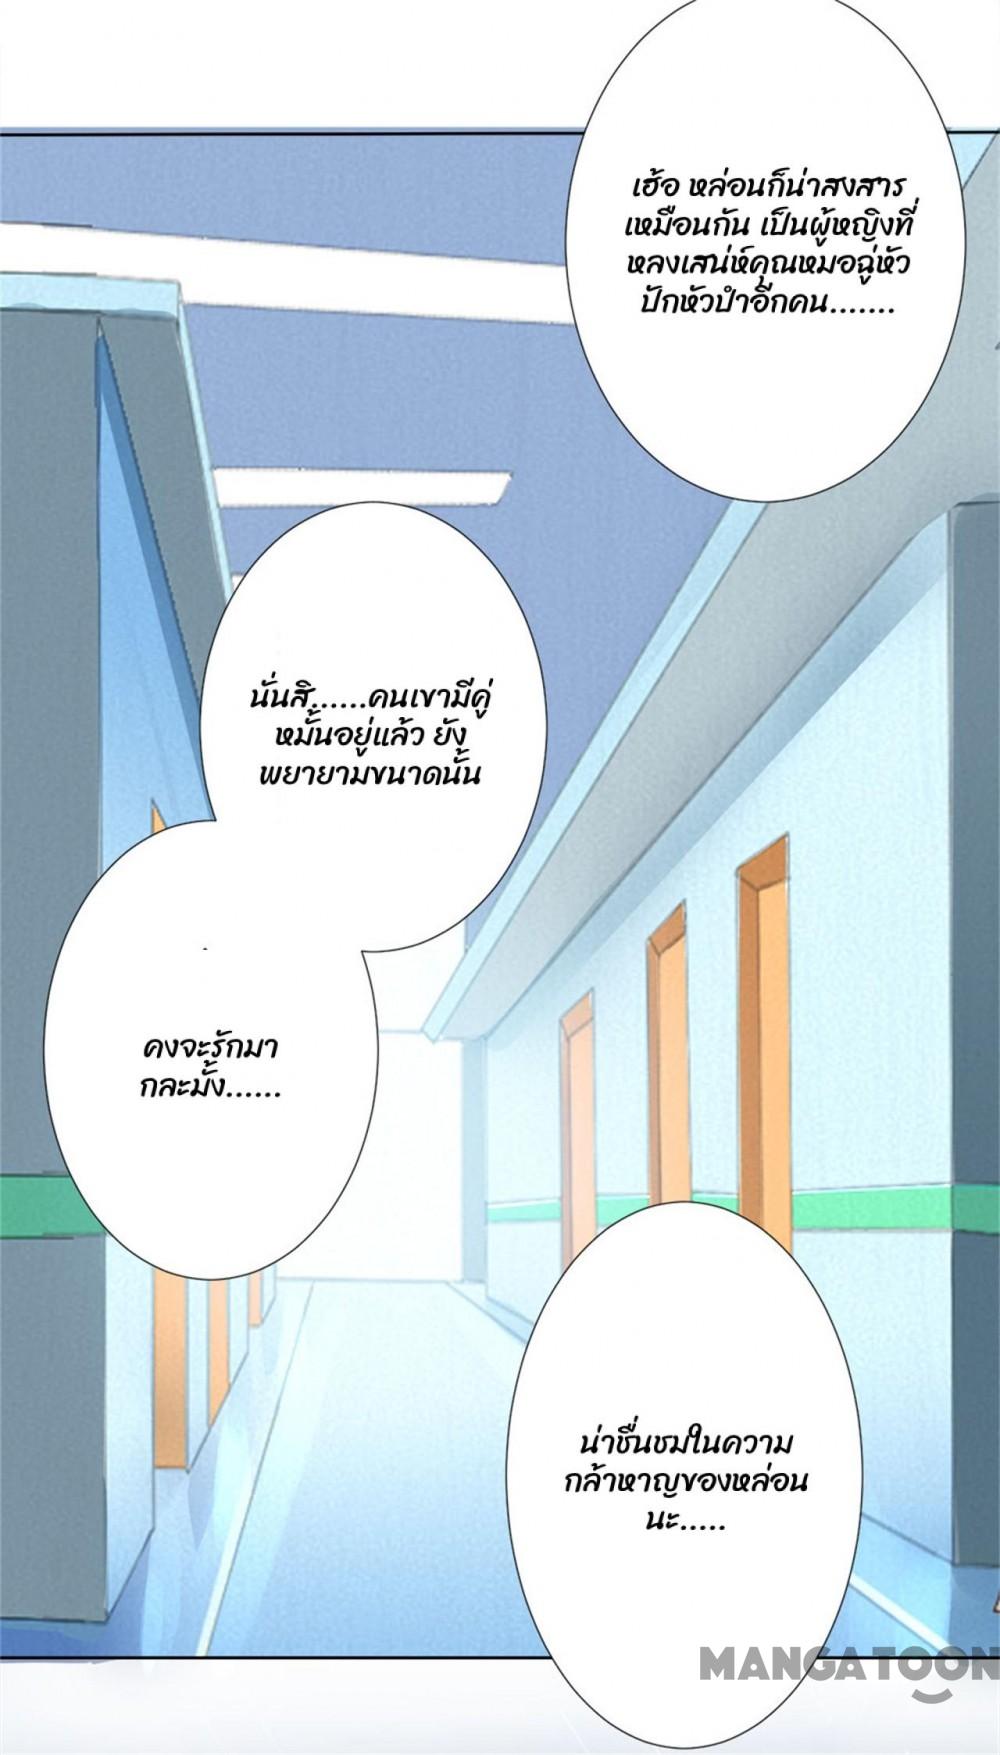 เฮ้อ หล่อนก็น่าสงสาร
เหมือนกัน เป็นผู้หญิงที่
หลงเสน่ห์คุณหมอฉู่หัว
ปักหัวปำอีกคน.......
นั่นสิ......คนเขามีคู่
หมั้นอยู่แล้ว ยัง
พยายามขนาดนั้น
คงจะรักมา
กละมั้ง......
น่าชื่นชมในความ
กล้าหาญของหล่อน
นะ.....
MANGATOON